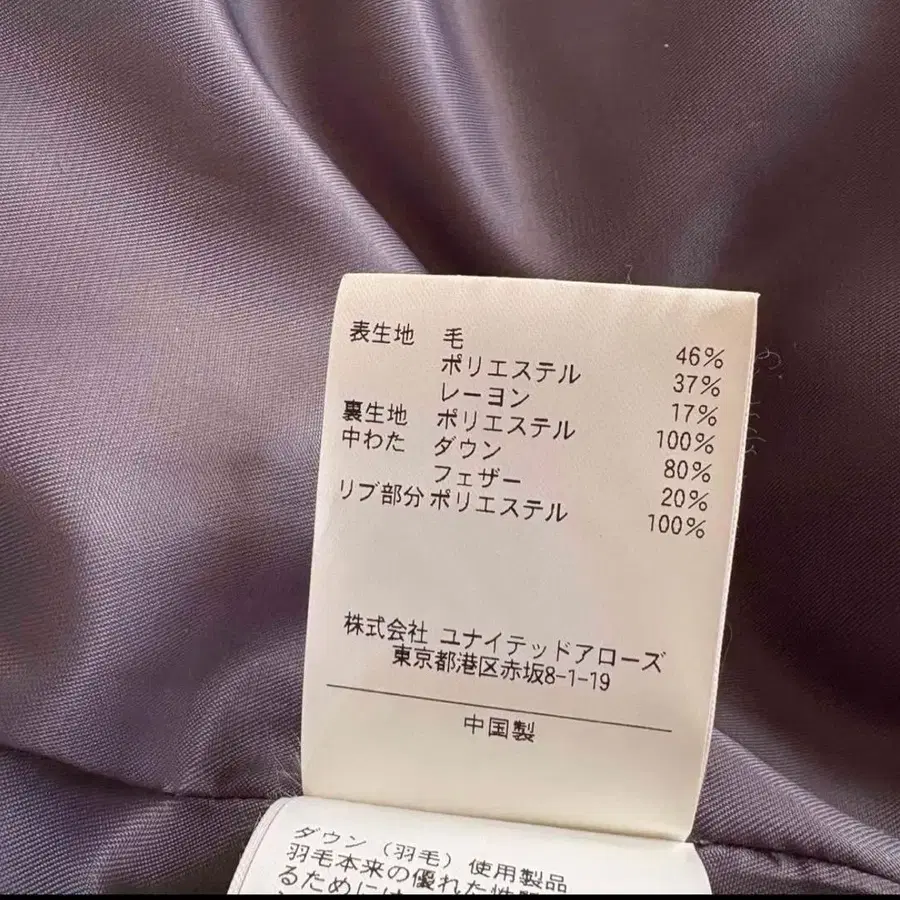 表生地 毛 46%
ポリエステル 37%
レーヨン 17%
裏生地 ポリエステル 100%
中わた ダウン 80%
フェザー 20%
リブ部分 ポリエステル 100%
株式会社 ユナイテッドアローズ
東京都港区赤坂8-1-19
中国製
ダウン（羽毛）使用製品
羽毛本来の優れた性
るためには